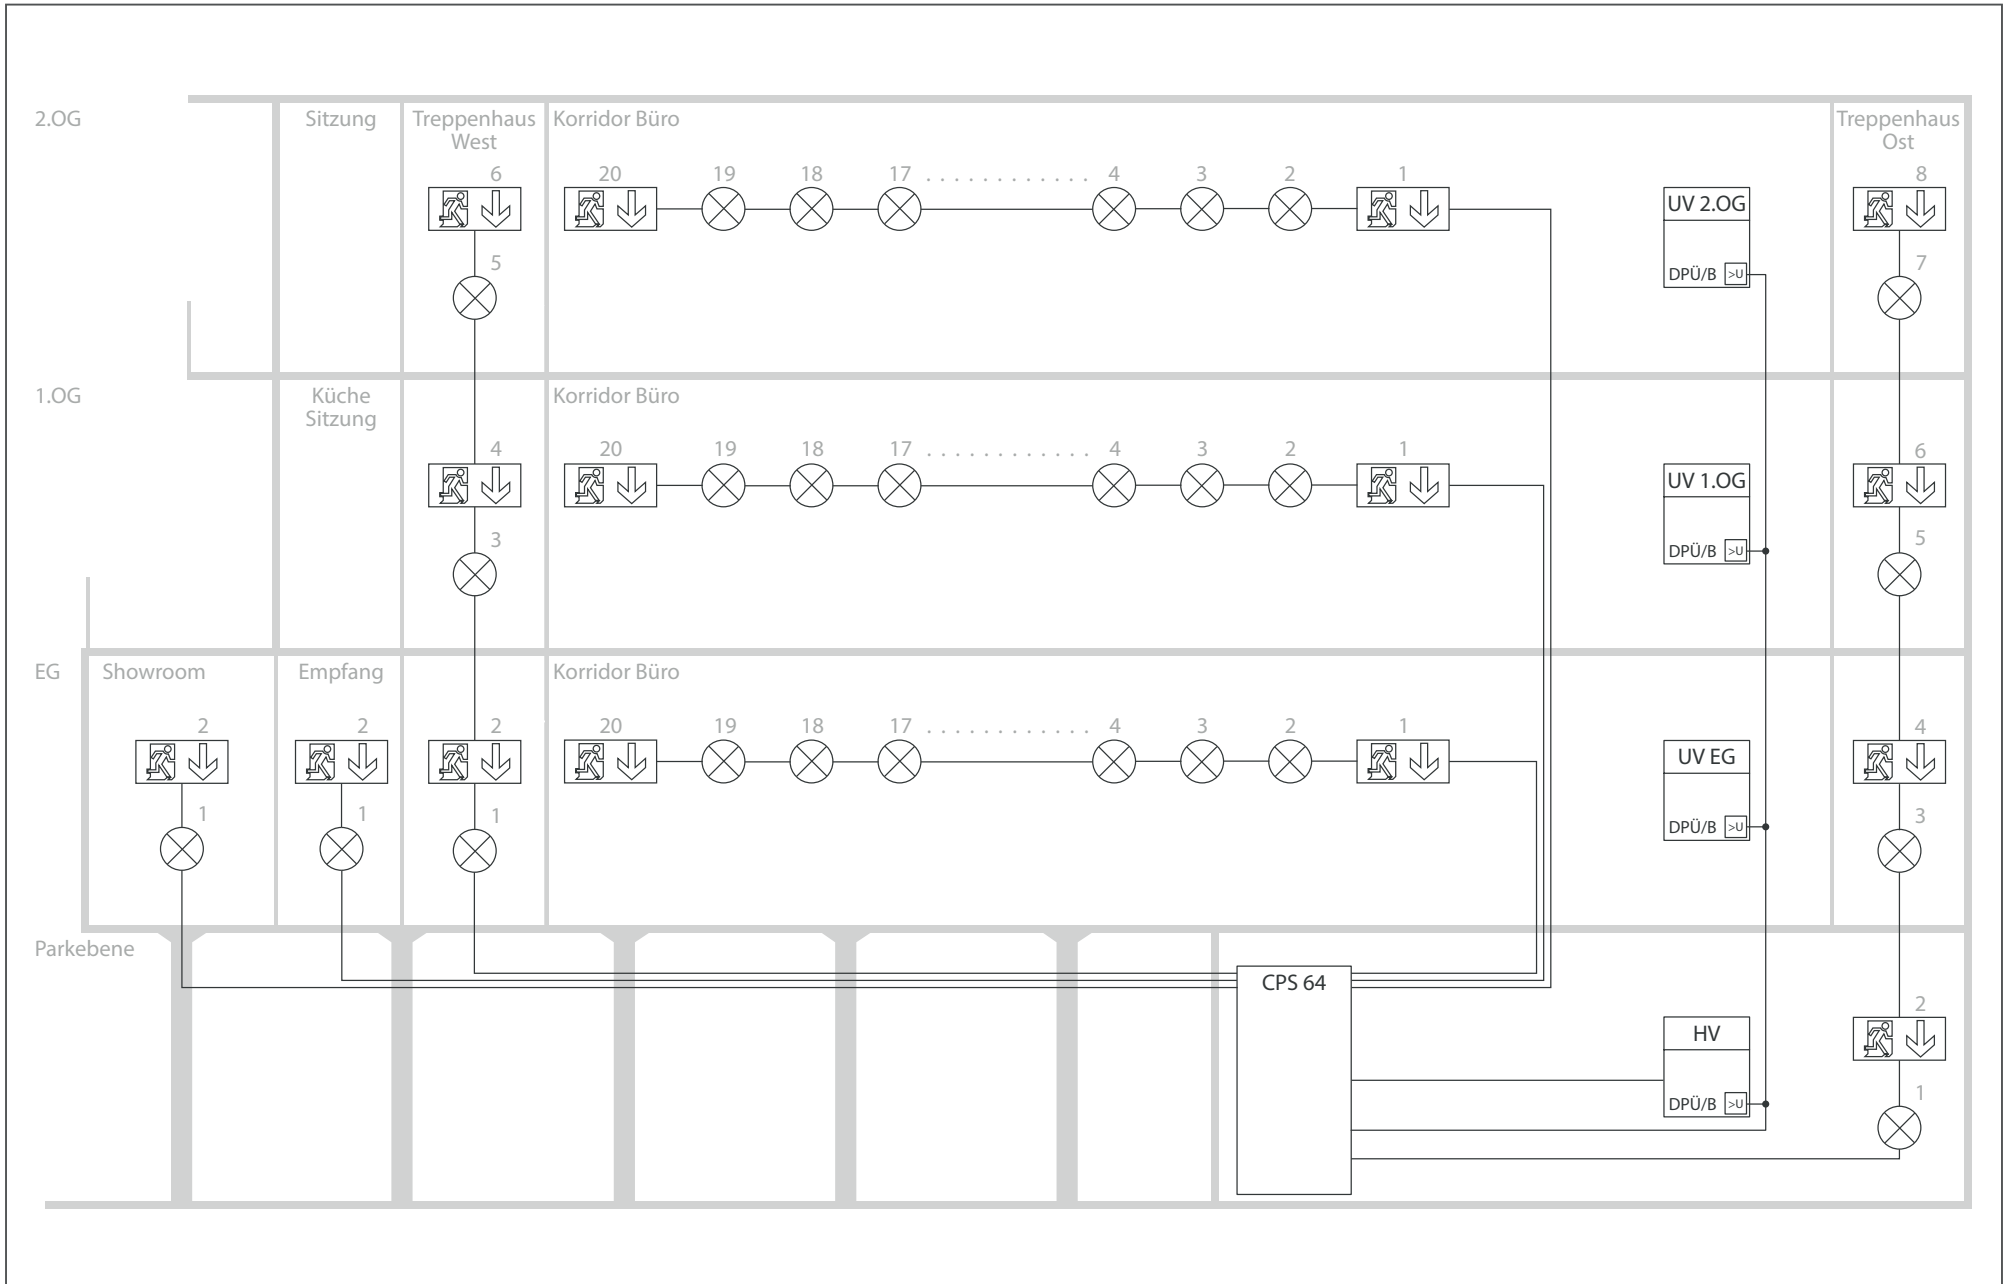 2.OG
Sitzung
Treppenhaus
West
Korridor Büro
Treppenhaus
Ost
6
20
19
18
17 . . . . . . . . . . . . 4
3
2
1
8
UV 2.OG
5
7
DPÜ/B >U
1.OG
Küche
Sitzung
Korridor Büro
4
20
19
18
17 . . . . . . . . . . . . 4
3
2
1
6
UV 1.OG
3
5
DPÜ/B >U
EG
Showroom
Empfang
Korridor Büro
2
2
2
20
19
18
17 . . . . . . . . . . . . 4
3
2
1
4
UV EG
1
1
1
3
DPÜ/B >U
Parkebene
CPS 64
2
HV
1
DPÜ/B >U